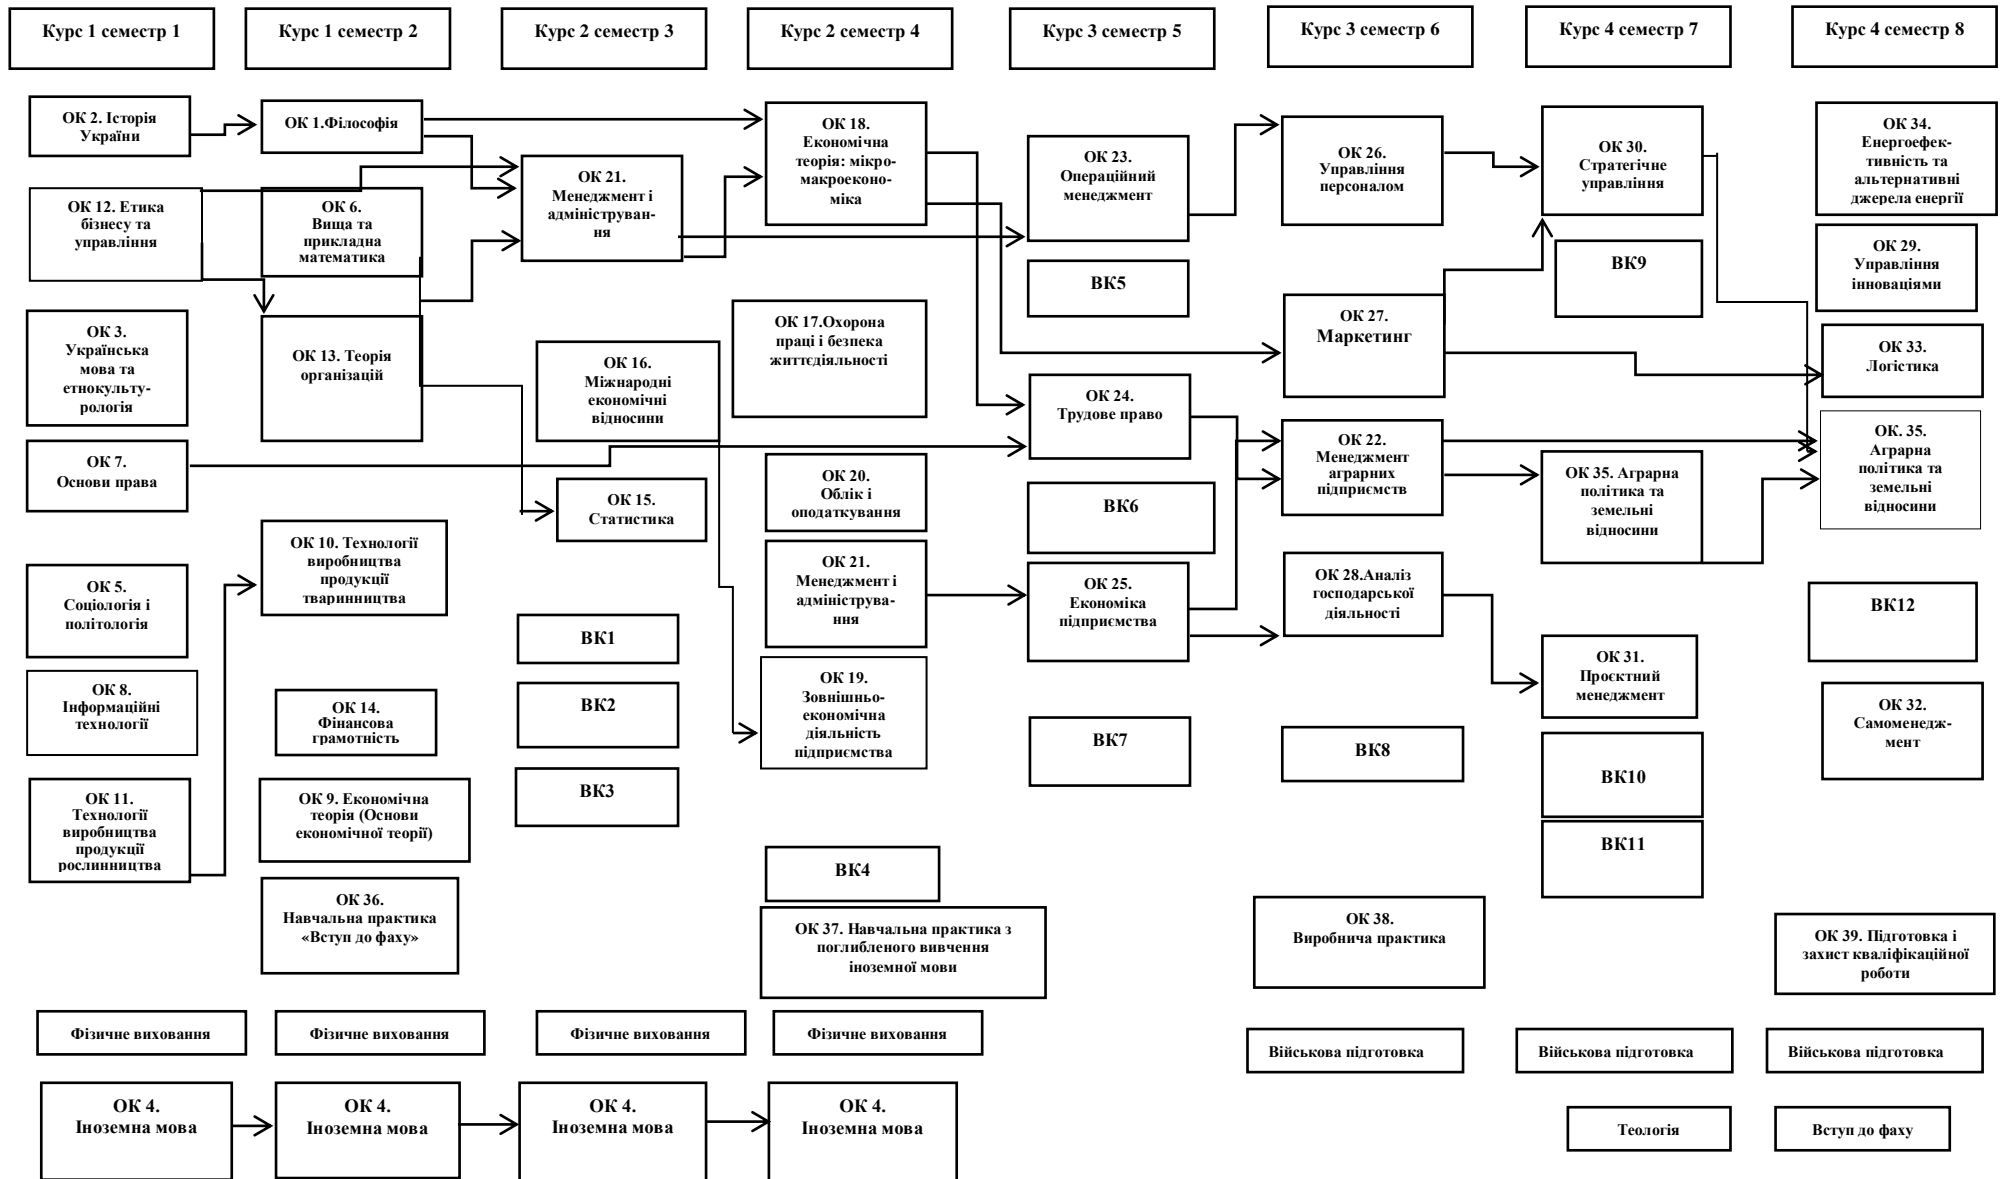 Курс 1 семестр 1
Курс 1 семестр 2
Курс 2 семестр 3
Курс 2 семестр 4
Курс 3 семестр 5
Курс 3 семестр 6
Курс 4 семестр 7
Курс 4 семестр 8
ОК 2. Історія
України
ОК 12. Етика
бізнесу та
управління
ОК 3.
Українська
мова та
етнокульту-
рологія
ОК 7.
Основи права
ОК 5.
Соціологія і
політологія
ОК 8.
Інформаційні
технології
ОК 11.
Технології
виробництва
продукції
рослинництва
Фізичне виховання
ОК 4.
Іноземна мова
ОК 1.Філософія
ОК 6.
Вища та
прикладна
математика
ОК 13. Теорія
організацій
ОК 10. Технології
виробництва
продукції
тваринництва
ОК 14.
Фінансова
грамотність
ОК 9. Економічна
теорія (Основи
економічної теорії)
ОК 36.
Навчальна практика
«Вступ до фаху»
Фізичне виховання
ОК 4.
Іноземна мова
ОК 21.
Менеджмент і
адмініструван-
ня
ОК 16.
Міжнародні
економічні
відносини
ОК 15.
Статистика
ВК1
ВК2
ВК3
Фізичне виховання
ОК 4.
Іноземна мова
ОК 18.
Економічна
теорія: мікро-
макроеконо-
міка
ОК 17.Охорона
праці і безпека
життєдіяльності
ОК 20.
Облік і
оподаткування
ОК 21.
Менеджмент і
адмініструва-
ння
ОК 19.
Зовнішньо-
економічна
діяльність
підприємства
ВК4
ОК 37. Навчальна практика з
поглибленого вивчення
іноземної мови
Фізичне виховання
ОК 4.
Іноземна мова
ОК 23.
Операційний
менеджмент
ВК5
ОК 24.
Трудове право
ВК6
ОК 25.
Економіка
підприємства
ВК7
ОК 26.
Управління
персоналом
ОК 27.
Маркетинг
ОК 22.
Менеджмент
аграрних
підприємств
ОК 28.Аналіз
господарської
діяльності
ВК8
ОК 38.
Виробнича практика
Військова підготовка
ОК 30.
Стратегічне
управління
ВК9
ОК 35. Аграрна
політика та
земельні
відносини
ОК 31.
Проєктний
менеджмент
ВК10
ВК11
Військова підготовка
Теологія
ОК 34.
Енергоефек-
тивність та
альтернативні
джерела енергії
ОК 29.
Управління
інноваціями
ОК 33.
Логістика
ОК. 35.
Аграрна
політика та
земельні
відносини
ВК12
ОК 32.
Самоменедж-
мент
ОК 39. Підготовка і
захист кваліфікаційної
роботи
Військова підготовка
Вступ до фаху